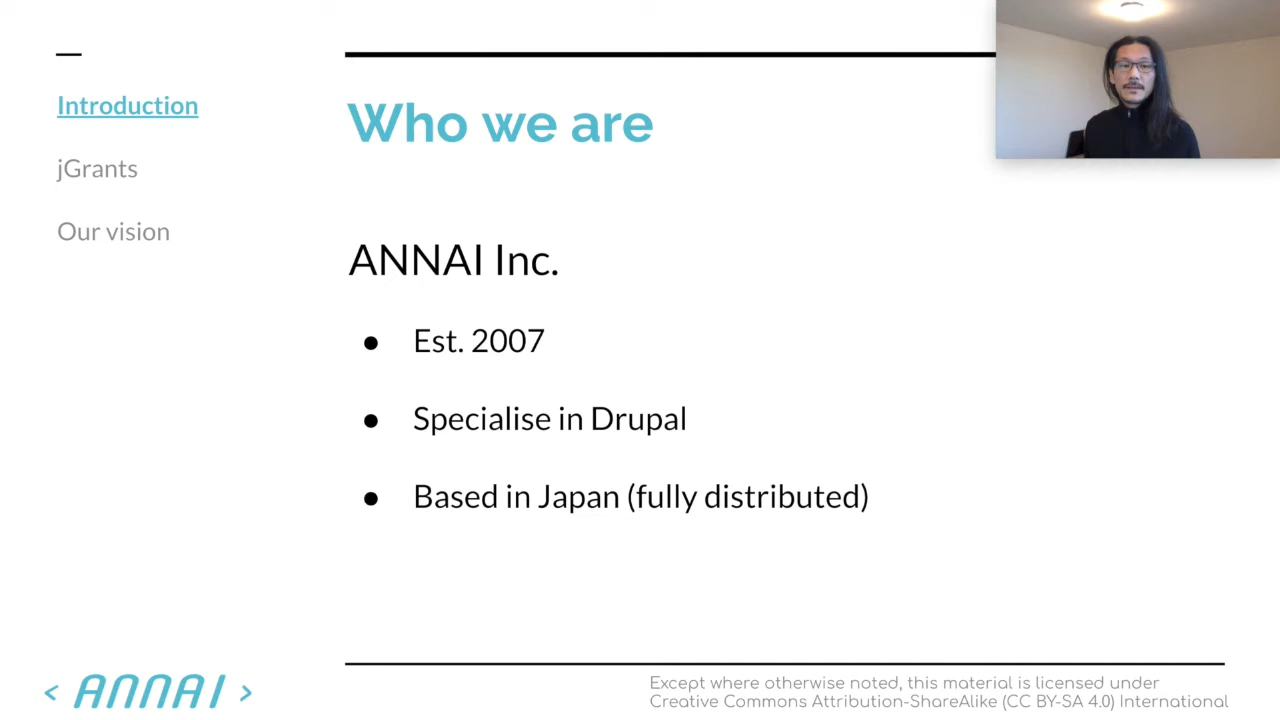 Introduction
jGrants
Our vision
Who we are
ANNAI Inc.
● Est. 2007
● Specialise in Drupal
● Based in Japan (fully distributed)
< ANNAI >
Except where otherwise noted, this material is licensed under
Creative Commons Attribution-ShareAlike (CC BY-SA 4.0) International